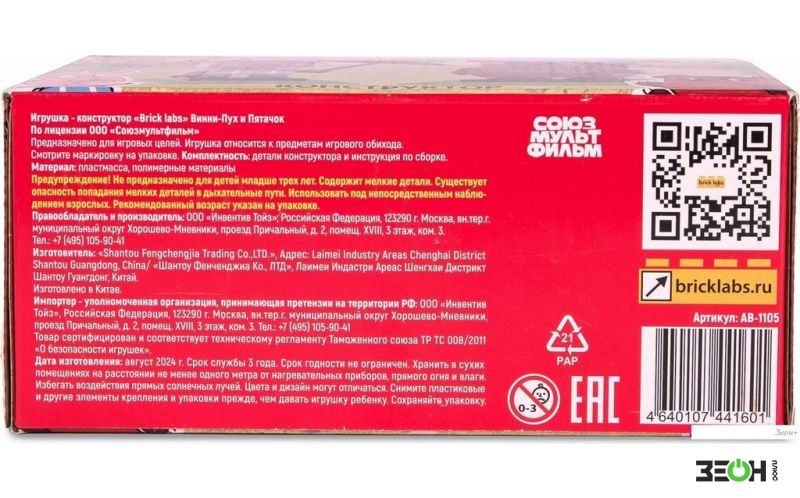 КОНСТРУКТОР
Игрушка - конструктор «Brick labs» Винни-Пух и Пятачок
По лицензии ООО «Союзмультфильм»
Предназначено для игровых целей. Игрушка относится к предметам игрового обихода.
Смотрите маркировку на упаковке. Комплектность: детали конструктора и инструкция по сборке.
Материал: пластмасса, полимерные материалы
Предупреждение! Не предназначено для детей младше трех лет. Содержит мелкие детали. Существует
опасность попадания мелких деталей в дыхательные пути. Использовать под непосредственным наблю-
дением взрослых. Рекомендованный возраст указан на упаковке.
Правообладатель и производитель: ООО «Инвентив Тойз», Российская Федерация, 123290 г. Москва, вн.тер.г.
муниципальный округ Хорошево-Мневники, проезд Причальный, д. 2, помещ. XVIII, 3 этаж, ком. 3.
Тел.: +7 (495) 105-90-41
Изготовитель: «Shantou Fengchengjia Trading Co.,LTD.», Адрес: Laimei Industry Areas Chenghai District
Shantou Guangdong, China/ «Шантоу Фенченджиа Ко., ЛТД», Лаимеи Индастри Ареас Шенгхаи Дистрикт
Шантоу Гуангдонг, Китай.
Изготовлено в Китае.
Импортер - уполномоченная организация, принимающая претензии на территории РФ: ООО «Инвентив
Тойз», Российская Федерация, 123290 г. Москва, вн.тер.г. муниципальный округ Хорошево-Мневники,
проезд Причальный, д. 2, помещ. XVIII, 3 этаж, ком. 3. Тел.: +7 (495) 105-90-41
Товар сертифицирован и соответствует техническому регламенту Таможенного союза ТР ТС 008/2011
«О безопасности игрушек».
Дата изготовления: август 2024 г. Срок службы 3 года. Срок годности не ограничен. Хранить в сухих
помещениях на расстоянии не менее одного метра от нагревательных приборов, прямого огня и влаги.
Избегать воздействия прямых солнечных лучей. Цвета и дизайн могут отличаться. Снимите пластиковые
и другие элементы крепления и упаковки прежде, чем давать игрушку ребенку. Сохраняйте упаковку.
СОЮЗ
МУЛЬТ
ФИЛЬМ
brick labs
bricklabs.ru
Артикул: AB-1105
21
PAP
0-3
EAC
4 640107 441601
Зеон+
ЗЕОН
ПЛЮС